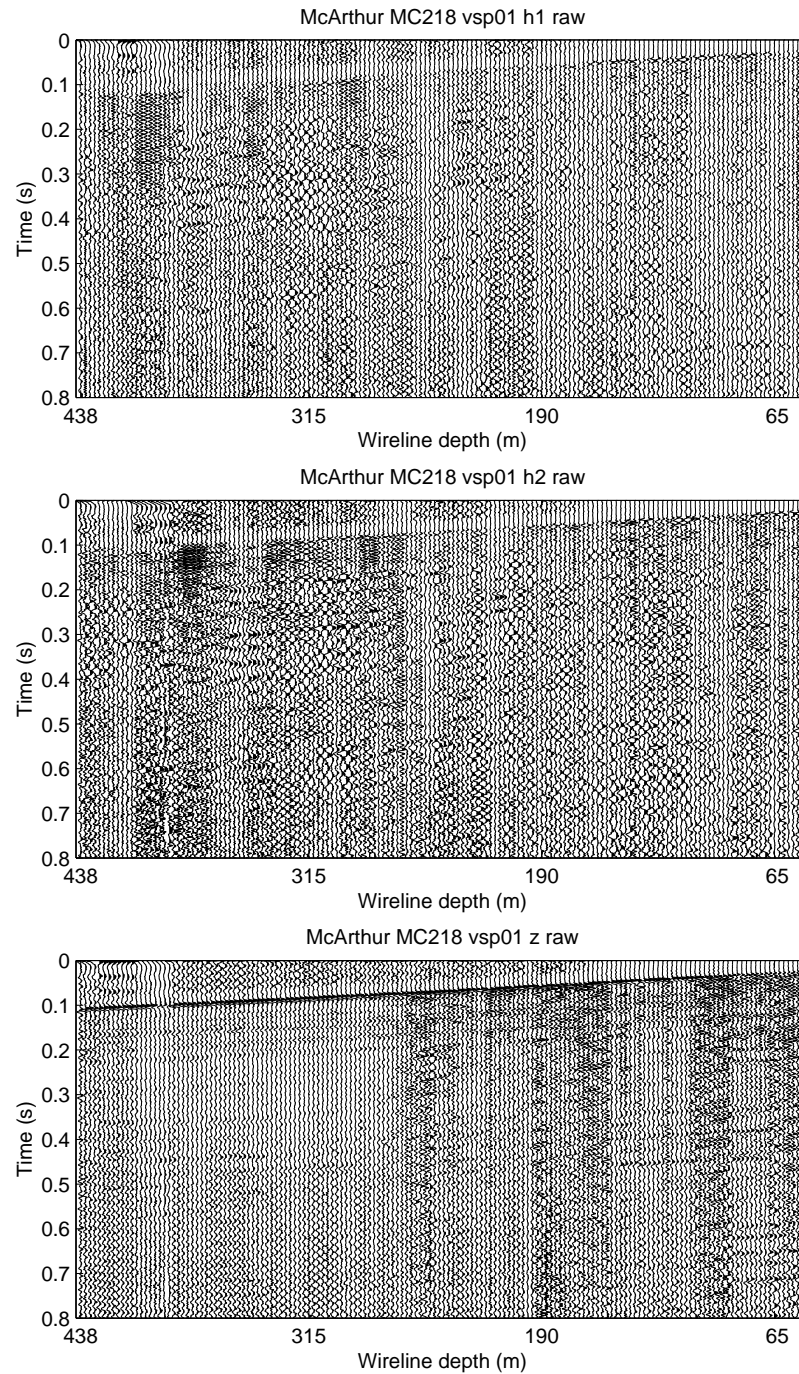 McArthur MC218 vsp01 h1 raw
0
0.1
0.2
0.3
0.4
0.5
0.6
0.7
0.8
Time (s)
438 315 190 65
Wireline depth (m)
McArthur MC218 vsp01 h2 raw
0
0.1
0.2
0.3
0.4
0.5
0.6
0.7
0.8
Time (s)
438 315 190 65
Wireline depth (m)
McArthur MC218 vsp01 z raw
0
0.1
0.2
0.3
0.4
0.5
0.6
0.7
0.8
Time (s)
438 315 190 65
Wireline depth (m)